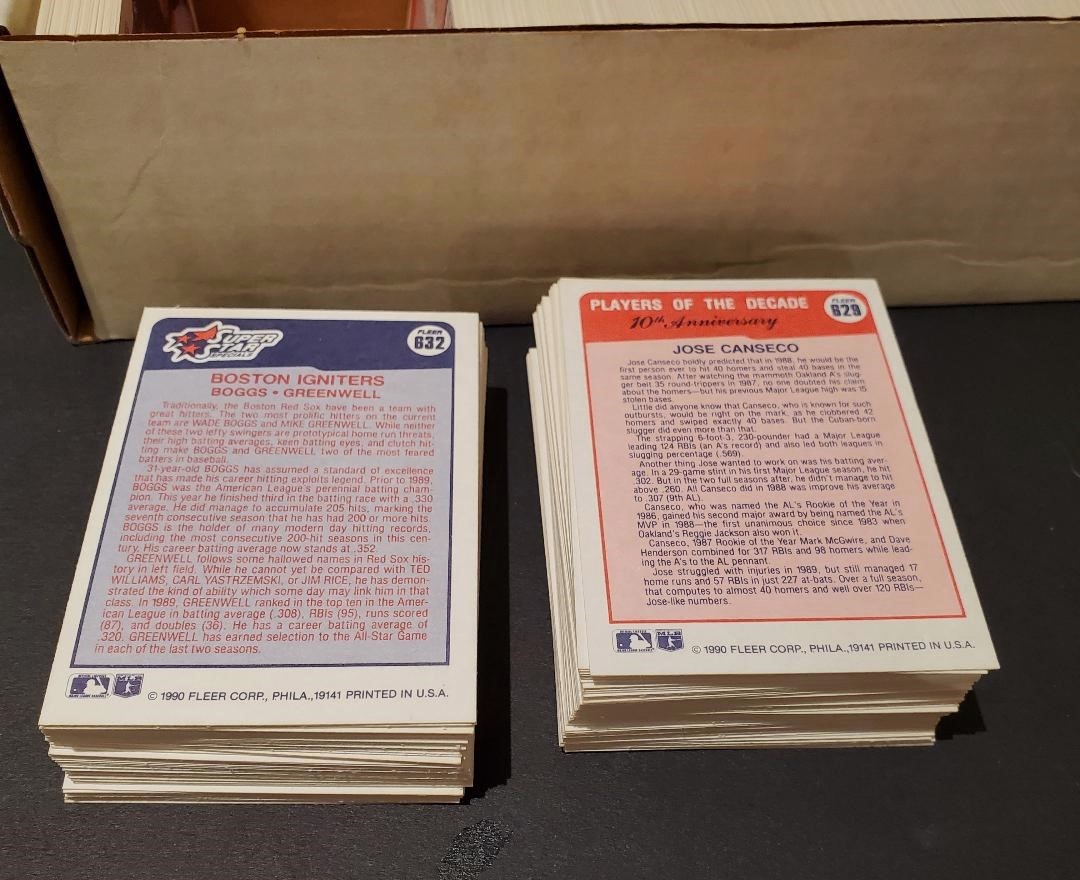 SUPER
STAR
SPECIALS
FLEER
632
BOSTON IGNITERS
BOGGS • GREENWELL
Traditionally, the Boston Red Sox have been a team with
great hitters. The two most prolific hitters on the current
team are WADE BOGGS and MIKE GREENWELL. While neither
of these two lefty swingers are prototypical home run threats,
their high batting averages, keen batting eyes, and clutch hit-
ting make BOGGS and GREENWELL two of the most feared
batters in baseball.
31-year-old BOGGS has assumed a standard of excellence
that has made his career hitting exploits legend. Prior to 1989,
BOGGS was the American League's perennial batting cham-
pion. This year he finished third in the batting race with a .330
average. He did manage to accumulate 205 hits, marking the
seventh consecutive season that he has had 200 or more hits.
BOGGS is the holder of many modern day hitting records,
including the most consecutive 200-hit seasons in this cen-
tury. His career batting average now stands at .352.
GREENWELL follows some hallowed names in Red Sox his-
tory in left field. While he cannot yet be compared with TED
WILLIAMS, CARL YASTRZEMSKI, or JIM RICE, he has demon-
strated the kind of ability which some day may link him in that
class. In 1989, GREENWELL ranked in the top ten in the Amer-
ican League in batting average (.308), RBIs (95), runs scored
(87), and doubles (36). He has a career batting average of
.320. GREENWELL has earned selection to the All-Star Game
in each of the last two seasons.
© 1990 FLEER CORP., PHILA.,19141 PRINTED IN U.S.A.
PLAYERS OF THE DECADE
10th Anniversary
FLEER
629
JOSE CANSECO
Jose Canseco boldly predicted that in 1988, he would be the
first person ever to hit 40 homers and steal 40 bases in the
same season. After watching the mammoth Oakland A's slug-
ger belt 35 round-trippers in 1987, no one doubted his claim
about the homers—but his previous Major League high was 15
stolen bases.
Little did anyone know that Canseco, who is known for such
outbursts, would be right on the mark, as he clobbered 42
homers and swiped exactly 40 bases. But the Cuban-born
slugger did even more than that.
The strapping 6-foot-3, 230-pounder had a Major League
leading 124 RBIs (an A's record) and also led both leagues in
slugging percentage (.569).
Another thing Jose wanted to work on was his batting aver-
age. In a 29-game stint in his first Major League season, he hit
.302. But in the two full seasons after, he didn't manage to hit
above .260. All Canseco did in 1988 was improve his average
to .307 (9th AL).
Canseco, who was named the AL's Rookie of the Year in
1986, gained his second major award by being named the AL's
MVP in 1988—the first unanimous choice since 1983 when
Oakland's Reggie Jackson also won it.
Canseco, 1987 Rookie of the Year Mark McGwire, and Dave
Henderson combined for 317 RBIs and 98 homers while lead-
ing the A's to the AL pennant.
Jose struggled with injuries in 1989, but still managed 17
home runs and 57 RBIs in just 227 at-bats. Over a full season,
that computes to almost 40 homers and well over 120 RBIs—
Jose-like numbers.
© 1990 FLEER CORP., PHILA.,19141 PRINTED IN U.S.A.